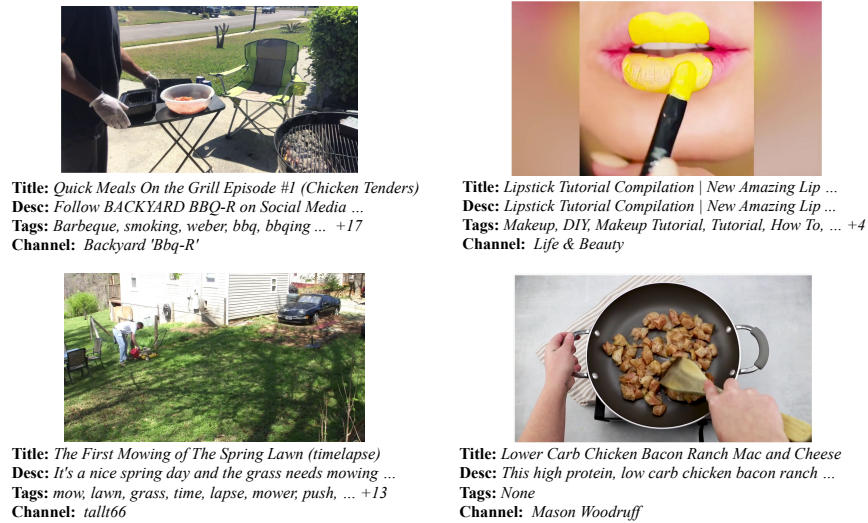 Title: Quick Meals On the Grill Episode #1 (Chicken Tenders)
Desc: Follow BACKYARD BBQ-R on Social Media ...
Tags: Barbeque, smoking, weber, bbq, bbqing ... +17
Channel: Backyard 'Bbq-R'
Title: Lipstick Tutorial Compilation | New Amazing Lip ...
Desc: Lipstick Tutorial Compilation | New Amazing Lip ...
Tags: Makeup, DIY, Makeup Tutorial, Tutorial, How To, ... +4
Channel: Life & Beauty
Title: The First Mowing of The Spring Lawn (timelapse)
Desc: It's a nice spring day and the grass needs mowing ...
Tags: mow, lawn, grass, time, lapse, mower, push, ... +13
Channel: tallt66
Title: Lower Carb Chicken Bacon Ranch Mac and Cheese
Desc: This high protein, low carb chicken bacon ranch ...
Tags: None
Channel: Mason Woodruff